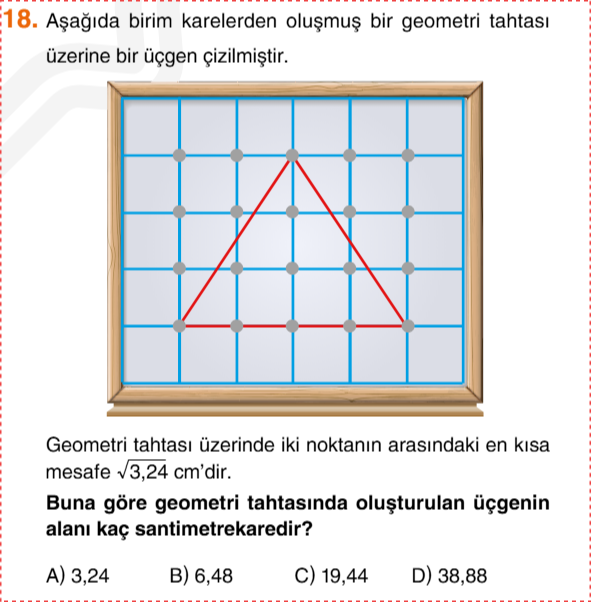 18. Aşağıda birim karelerden oluşmuş bir geometri tahtası
üzerine bir üçgen çizilmiştir.
Geometri tahtası üzerinde iki noktanın arasındaki en kısa
mesafe √3,24 cm’dir.
Buna göre geometri tahtasında oluşturulan üçgenin
alanı kaç santimetrekaredir?
A) 3,24 B) 6,48 C) 19,44 D) 38,88